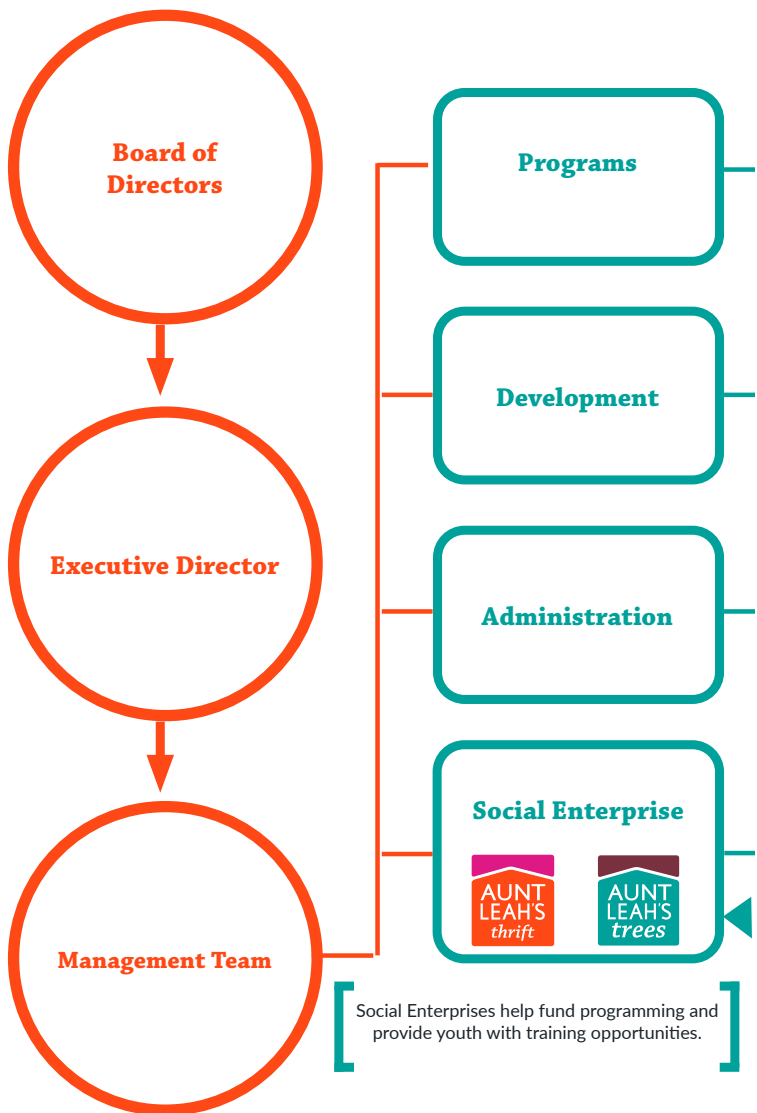 Board of
Directors
Executive Director
Management Team
Programs
Development
Administration
Social Enterprise
AUNT
LEAH'S
thrift
AUNT
LEAH'S
trees
Social Enterprises help fund programming and
provide youth with training opportunities.